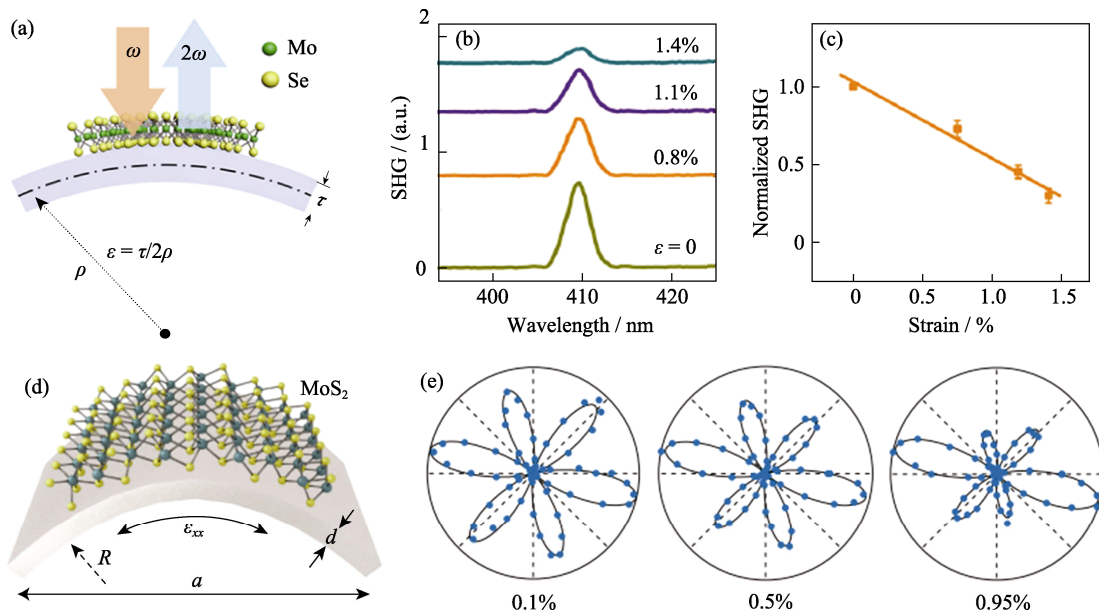 (a)
ω
2ω
Mo
Se
τ
ε = τ/2ρ
ρ
(b)
SHG / (a.u.)
2
1
0
1.4%
1.1%
0.8%
ε = 0
400
410
420
Wavelength / nm
(c)
Normalized SHG
1.0
0.5
0
0
0.5
1.0
1.5
Strain / %
(d)
MoS₂
εxx
d
R
a
(e)
0.1%
0.5%
0.95%